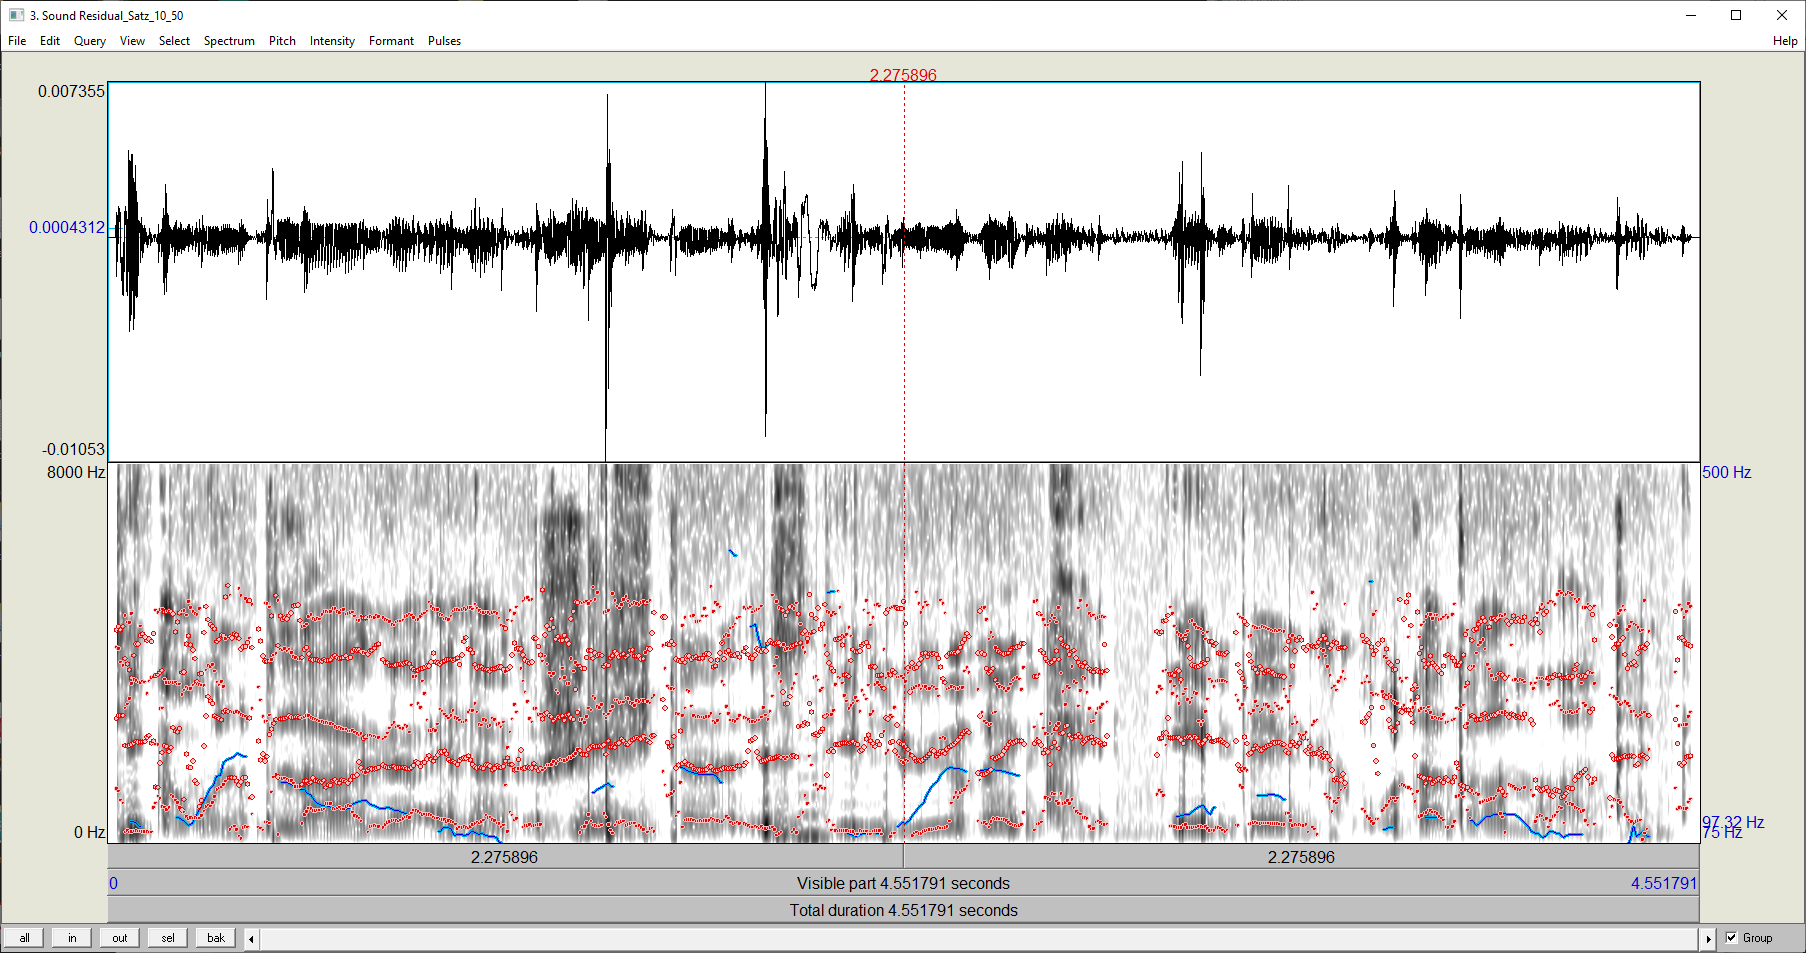 3. Sound Residual_Satz_10_50
File Edit Query View Select Spectrum Pitch Intensity Formant Pulses Help
2.275896
0.007355
0.0004312
-0.01053
8000 Hz 500 Hz
97.32 Hz
0 Hz 75 Hz
2.275896 2.275896
0 Visible part 4.551791 seconds 4.551791
Total duration 4.551791 seconds
all in out sel bak Group